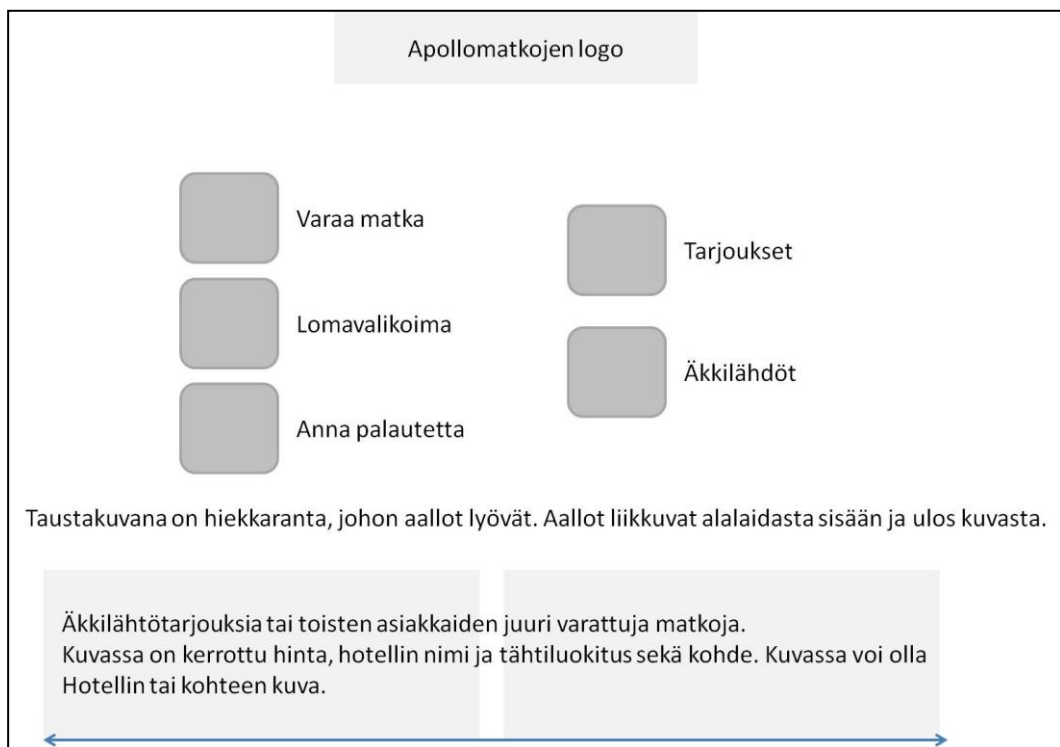 Apollomatkojen logo
Varaa matka
Lomavalikoima
Anna palautetta
Tarjoukset
Äkkilähdöt
Taustakuvana on hiekkaranta, johon aallot lyövät. Aallot liikkuvat alalaidasta sisään ja ulos kuvasta.
Äkkilähtötarjouksia tai toisten asiakkaiden juuri varattuja matkoja.
Kuvassa on kerrottu hinta, hotellin nimi ja tähtiluokitus sekä kohde. Kuvassa voi olla
Hotellin tai kohteen kuva.